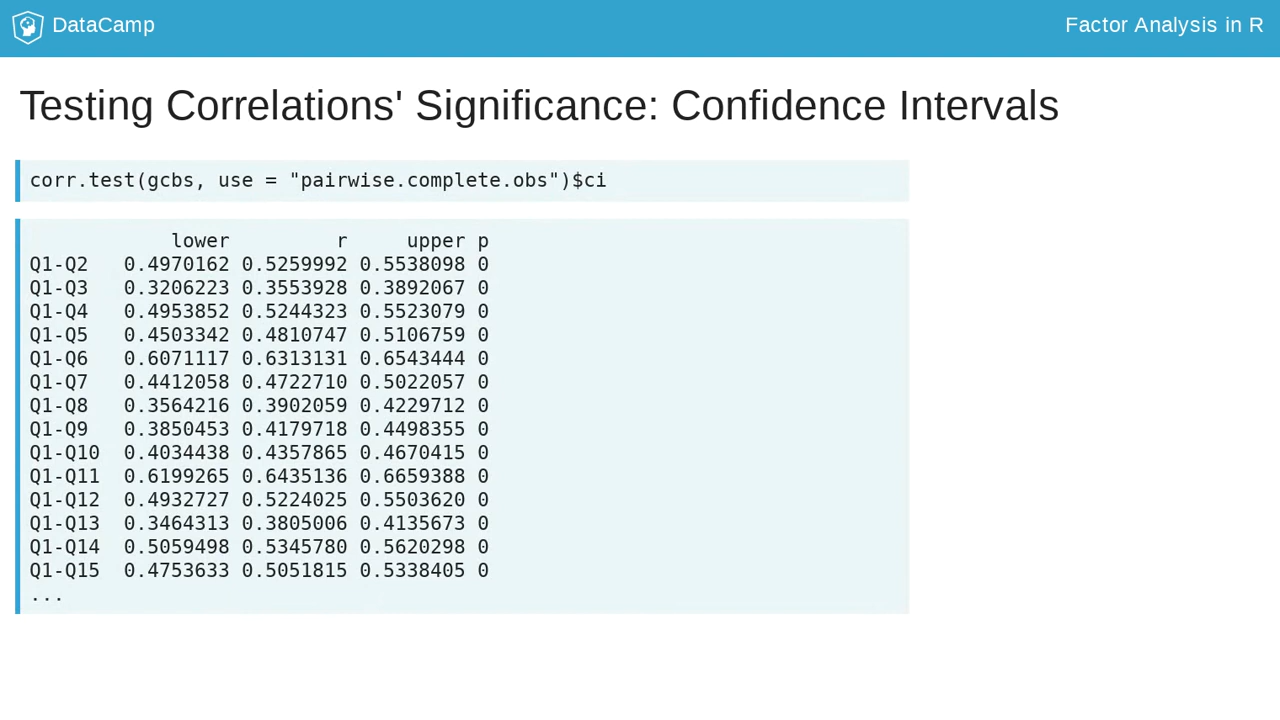 DataCamp
Factor Analysis in R
Testing Correlations' Significance: Confidence Intervals
corr.test(gcbs, use = "pairwise.complete.obs")$ci
lower r upper p
Q1-Q2 0.4970162 0.5259992 0.5538098 0
Q1-Q3 0.3206223 0.3553928 0.3892067 0
Q1-Q4 0.4953852 0.5244323 0.5523079 0
Q1-Q5 0.4503342 0.4810747 0.5106759 0
Q1-Q6 0.6071117 0.6313131 0.6543444 0
Q1-Q7 0.4412058 0.4722710 0.5022057 0
Q1-Q8 0.3564216 0.3902059 0.4229712 0
Q1-Q9 0.3850453 0.4179718 0.4498355 0
Q1-Q10 0.4034438 0.4357865 0.4670415 0
Q1-Q11 0.6199265 0.6435136 0.6659388 0
Q1-Q12 0.4932727 0.5224025 0.5503620 0
Q1-Q13 0.3464313 0.3805006 0.4135673 0
Q1-Q14 0.5059498 0.5345780 0.5620298 0
Q1-Q15 0.4753633 0.5051815 0.5338405 0
...